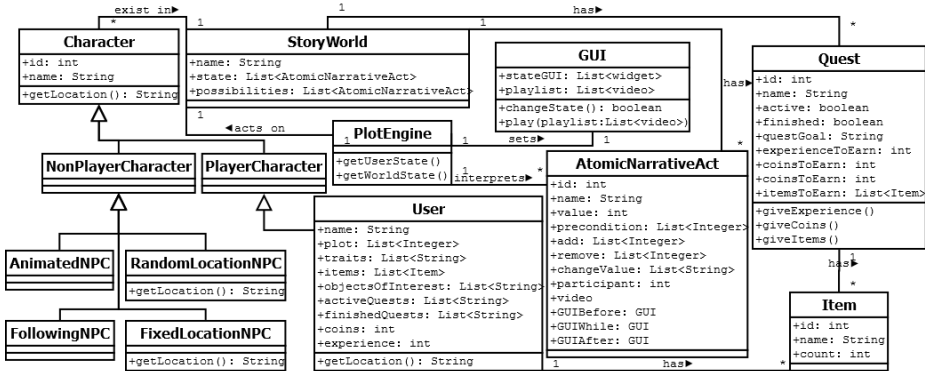 exist in▶
1
has▶
*
1
*
Character
+id: int
+name: String
+getLocation(): String
StoryWorld
+name: String
+state: List<AtomicNarrativeAct>
+possibilities: List<AtomicNarrativeAct>
1
1
GUI
+stateGUI: List<widget>
+playlist: List<video>
+changeState(): boolean
+play(playlist:List<video>)
has▶
Quest
+id: int
+name: String
+active: boolean
+finished: boolean
+questGoal: String
+experienceToEarn: int
+coinsToEarn: int
+coinsToEarn: int
+itemsToEarn: List<Item>
+giveExperience()
+giveCoins()
+giveItems()
◀acts on
1
PlotEngine
+getUserState()
+getWorldState()
1
sets▶
1
1
interprets▶
*
*
NonPlayerCharacter
PlayerCharacter
AtomicNarrativeAct
+id: int
+name: String
+value: int
+precondition: List<Integer>
+add: List<Integer>
+remove: List<Integer>
+changeValue: List<String>
+participant: int
+video
+GUIBefore: GUI
+GUIWhile: GUI
+GUIAfter: GUI
User
+name: String
+plot: List<Integer>
+traits: List<String>
+items: List<Item>
+objectsOfInterest: List<String>
+activeQuests: List<String>
+finishedQuests: List<String>
+coins: int
+experience: int
+getLocation(): String
AnimatedNPC
RandomLocationNPC
+getLocation(): String
FollowingNPC
FixedLocationNPC
+getLocation(): String
1
has▶
*
Item
+id: int
+name: String
+count: int
1
has▶
*